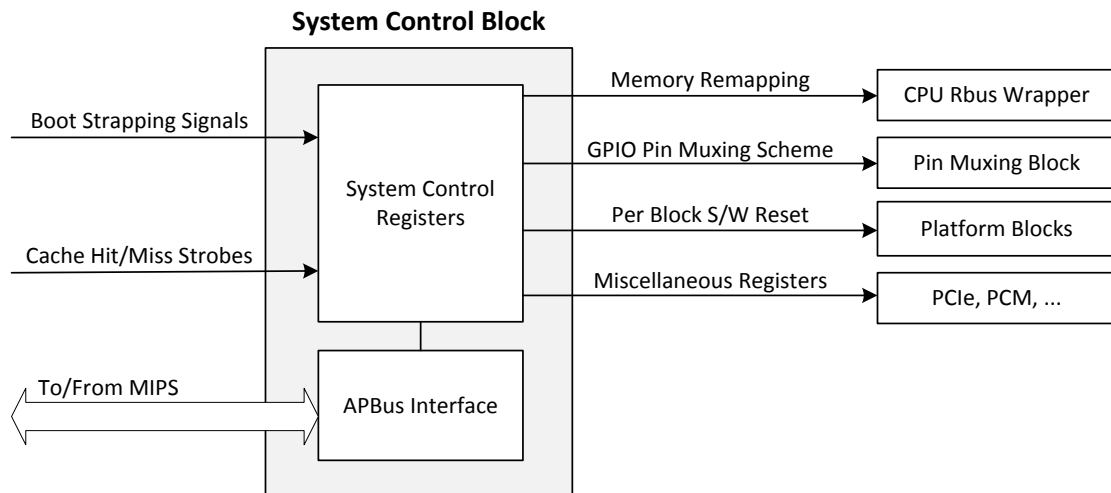 System Control Block
Boot Strapping Signals
Cache Hit/Miss Strobes
To/From MIPS
System Control
Registers
APBus Interface
Memory Remapping
GPIO Pin Muxing Scheme
Per Block S/W Reset
Miscellaneous Registers
CPU Rbus Wrapper
Pin Muxing Block
Platform Blocks
PCIe, PCM, ...